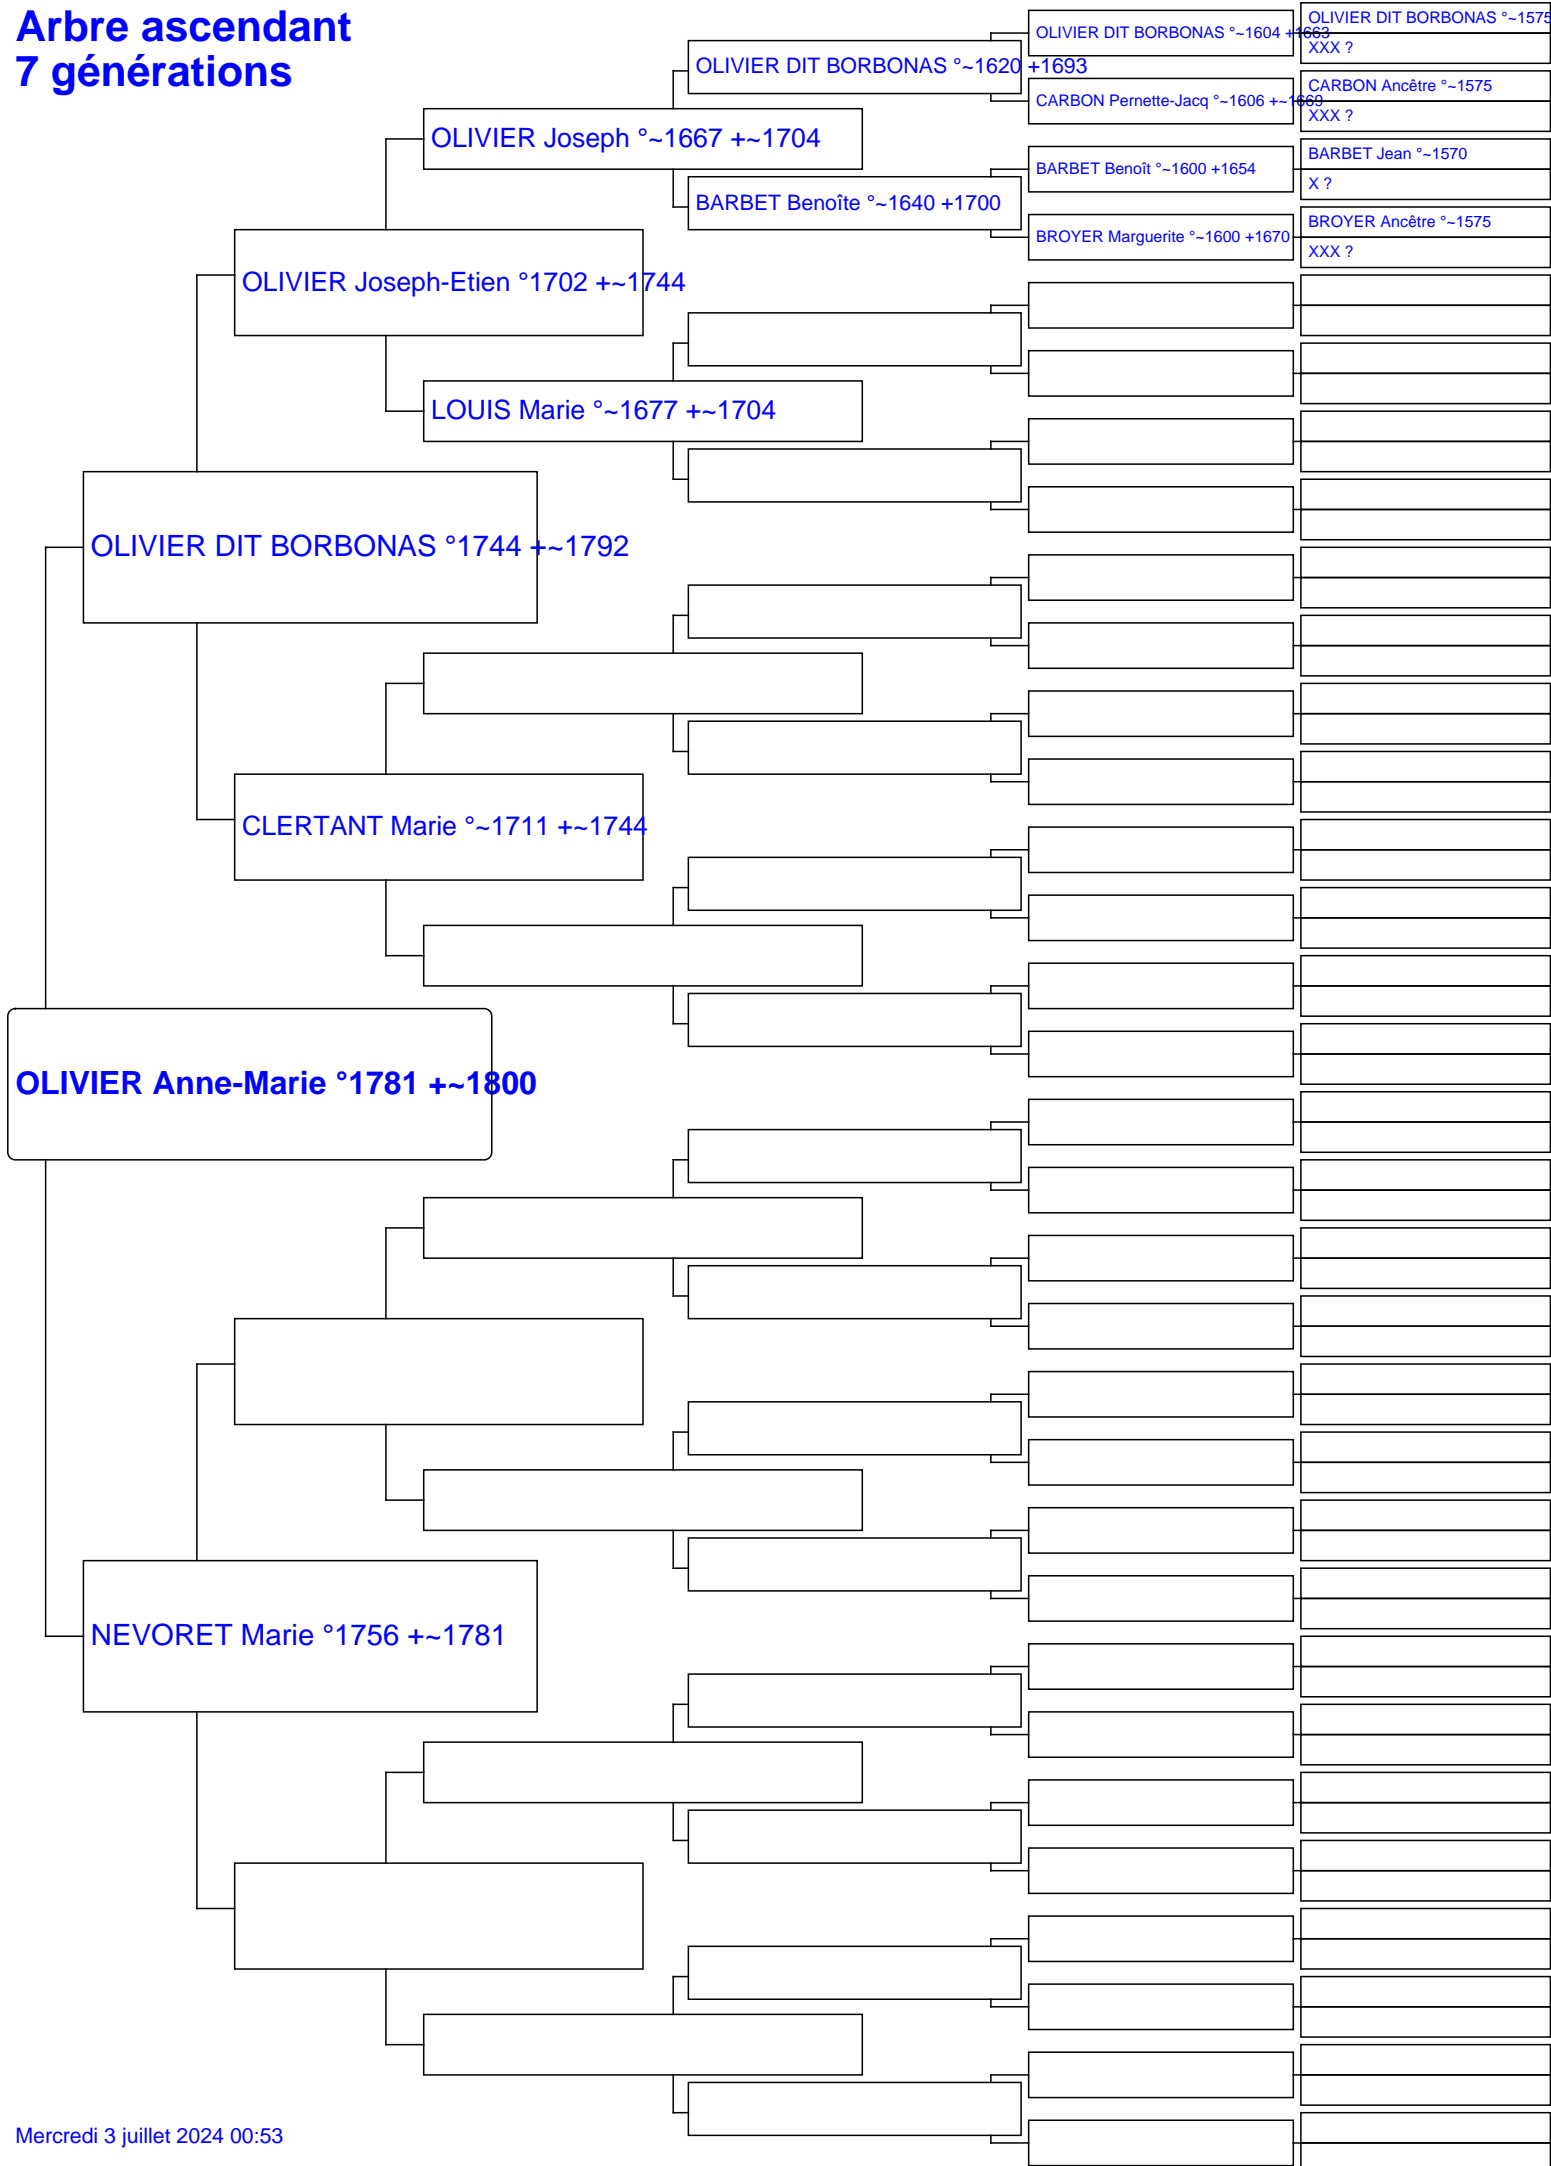 Arbre ascendant
7 générations
OLIVIER DIT BORBONAS °~1575
XXX ?
OLIVIER DIT BORBONAS °~1604 +1663
OLIVIER DIT BORBONAS °~1620 +1693
CARBON Ancêtre °~1575
XXX ?
CARBON Pernette-Jacq °~1606 +~1669
OLIVIER Joseph °~1667 +~1704
BARBET Jean °~1570
X ?
BARBET Benoît °~1600 +1654
BARBET Benoîte °~1640 +1700
BROYER Ancêtre °~1575
XXX ?
BROYER Marguerite °~1600 +1670
OLIVIER Joseph-Etien °1702 +~1744
LOUIS Marie °~1677 +~1704
OLIVIER DIT BORBONAS °1744 +~1792
CLERTANT Marie °~1711 +~1744
OLIVIER Anne-Marie °1781 +~1800
NEVORET Marie °1756 +~1781
Mercredi 3 juillet 2024 00:53